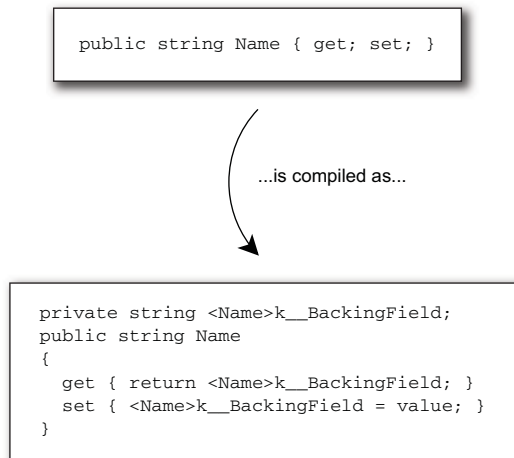 public string Name { get; set; }
...is compiled as...
private string <Name>k__BackingField;
public string Name
{
get { return <Name>k__BackingField; }
set { <Name>k__BackingField = value; }
}